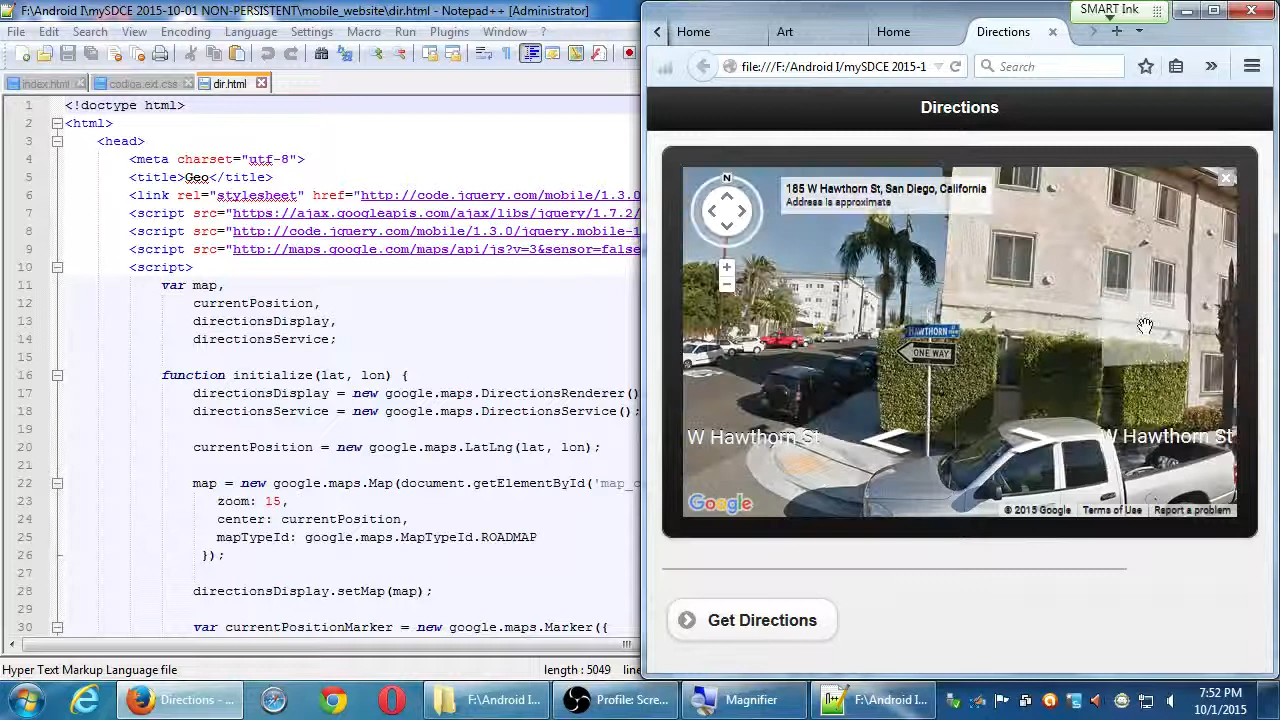 F:\Android I\mySDCE 2015-10-01 NON-PERSISTENT\mobile_website\dir.html - Notepad++ [Administrator]
File Edit Search View Encoding Language Settings Macro Run Plugins Window ?
index.html codiqa.ext.css dir.html
1 <!doctype html>
2 <html>
3 <head>
4 <meta charset="utf-8">
5 <title>Geo</title>
6 <link rel="stylesheet" href="http://code.jquery.com/mobile/1.3.0
7 <script src="https://ajax.googleapis.com/ajax/libs/jquery/1.7.2/
8 <script src="http://code.jquery.com/mobile/1.3.0/jquery.mobile-1
9 <script src="http://maps.google.com/maps/api/js?v=3&sensor=false
10 <script>
11 var map,
12 currentPosition,
13 directionsDisplay,
14 directionsService;
15
16 function initialize(lat, lon) {
17 directionsDisplay = new google.maps.DirectionsRenderer()
18 directionsService = new google.maps.DirectionsService();
19
20 currentPosition = new google.maps.LatLng(lat, lon);
21
22 map = new google.maps.Map(document.getElementById('map_c
23 zoom: 15,
24 center: currentPosition,
25 mapTypeId: google.maps.MapTypeId.ROADMAP
26 });
27
28 directionsDisplay.setMap(map);
29
30 var currentPositionMarker = new google.maps.Marker({
Hyper Text Markup Language file length : 5049 line
SMART Ink
Home Art Home Directions
file:///F:/Android I/mySDCE 2015-1 Search
Directions
N
185 W Hawthorn St, San Diego, California
Address is approximate
HAWTHORN
ONE WAY
W Hawthorn St W Hawthorn St
Google © 2015 Google Terms of Use Report a problem
Get Directions
Directions - ... F:\Android I... Profile: Scre... Magnifier F:\Android I...
7:52 PM
10/1/2015